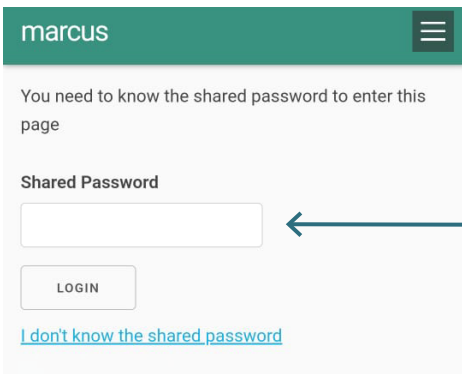 marcus
You need to know the shared password to enter this
page
Shared Password
LOGIN
I don't know the shared password